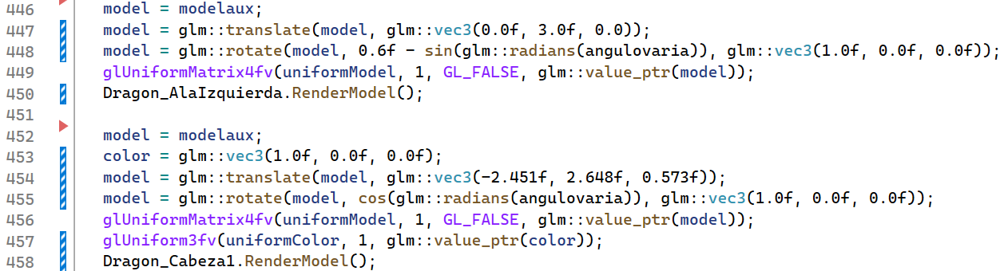 446 model = modelaux;
447 model = glm::translate(model, glm::vec3(0.0f, 3.0f, 0.0));
448 model = glm::rotate(model, 0.6f - sin(glm::radians(angulovaria)), glm::vec3(1.0f, 0.0f, 0.0f));
449 glUniformMatrix4fv(uniformModel, 1, GL_FALSE, glm::value_ptr(model));
450 Dragon_AlaIzquierda.RenderModel();
451
452 model = modelaux;
453 color = glm::vec3(1.0f, 0.0f, 0.0f);
454 model = glm::translate(model, glm::vec3(-2.451f, 2.648f, 0.573f));
455 model = glm::rotate(model, cos(glm::radians(angulovaria)), glm::vec3(1.0f, 0.0f, 0.0f));
456 glUniformMatrix4fv(uniformModel, 1, GL_FALSE, glm::value_ptr(model));
457 glUniform3fv(uniformColor, 1, glm::value_ptr(color));
458 Dragon_Cabeza1.RenderModel();